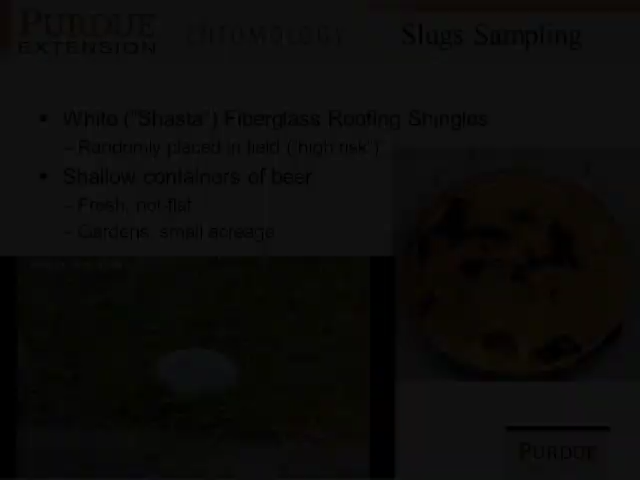 PURDUE
EXTENSION
ENTOMOLOGY
Slugs Sampling
• White ("Shasta") Fiberglass Roofing Shingles
– Randomly placed in field ("high risk")
• Shallow containers of beer
– Fresh, not flat
– Gardens, small acreage
PURDUE